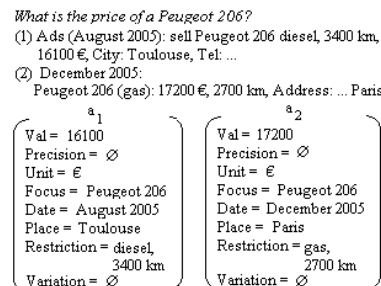 What is the price of a Peugeot 206?
(1) Ads (August 2005): sell Peugeot 206 diesel, 3400 km,
16100 €, City: Toulouse, Tel: ...
(2) December 2005:
Peugeot 206 (gas): 17200 €, 2700 km, Address: ... Paris
a1
Val = 16100
Precision = ∅
Unit = €
Focus = Peugeot 206
Date = August 2005
Place = Toulouse
Restriction = diesel,
3400 km
Variation = ∅
a2
Val = 17200
Precision = ∅
Unit = €
Focus = Peugeot 206
Date = December 2005
Place = Paris
Restriction = gas,
2700 km
Variation = ∅